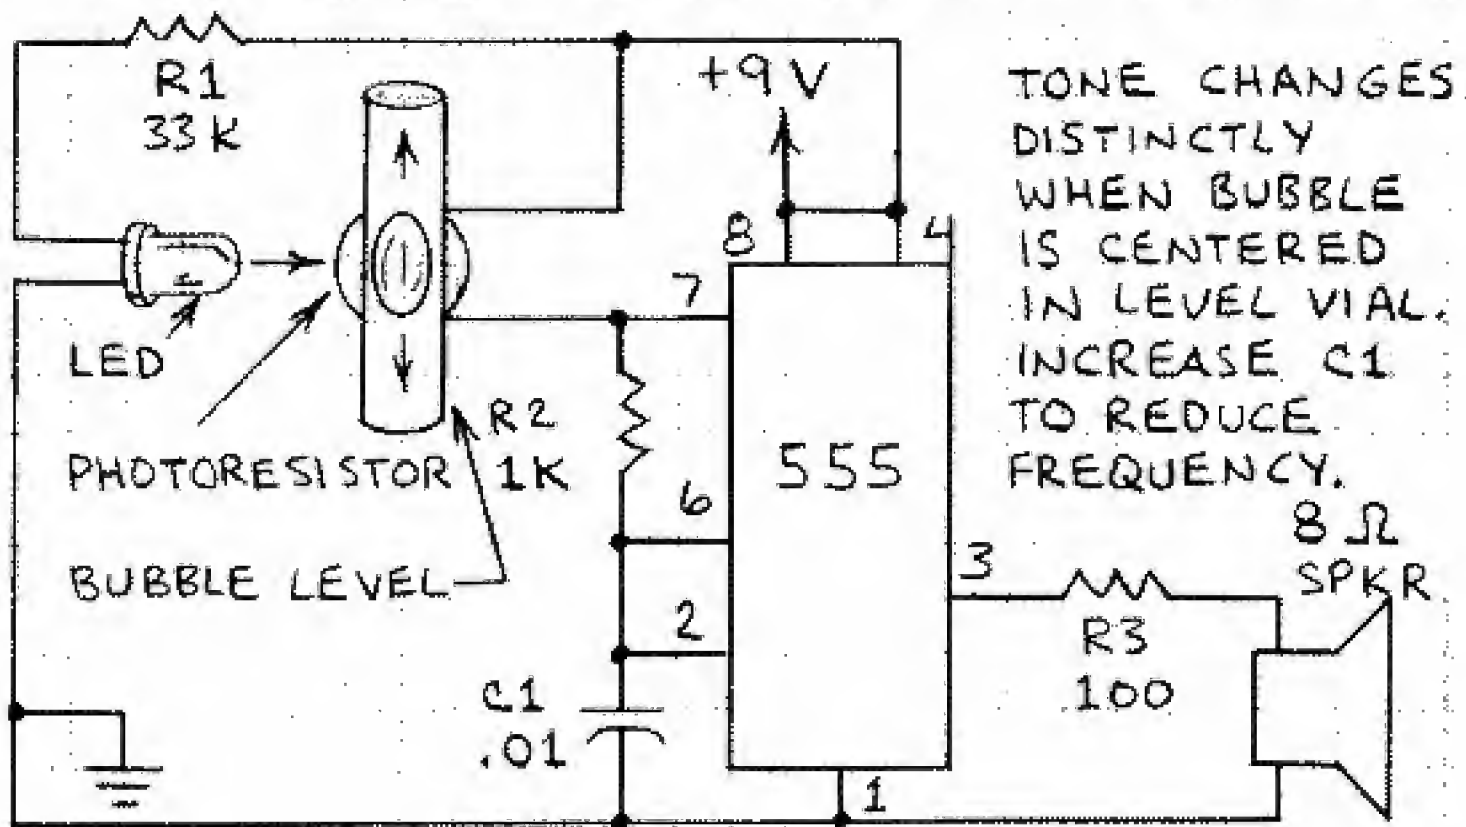 R1
33K
+9V
TONE CHANGES
DISTINCTLY
WHEN BUBBLE
IS CENTERED
IN LEVEL VIAL.
INCREASE C1
TO REDUCE
FREQUENCY.
8
4
7
LED
R2
1K
PHOTORESISTOR
555
6
8 Ω
SPKR
BUBBLE LEVEL
3
2
R3
100
C1
.01
1